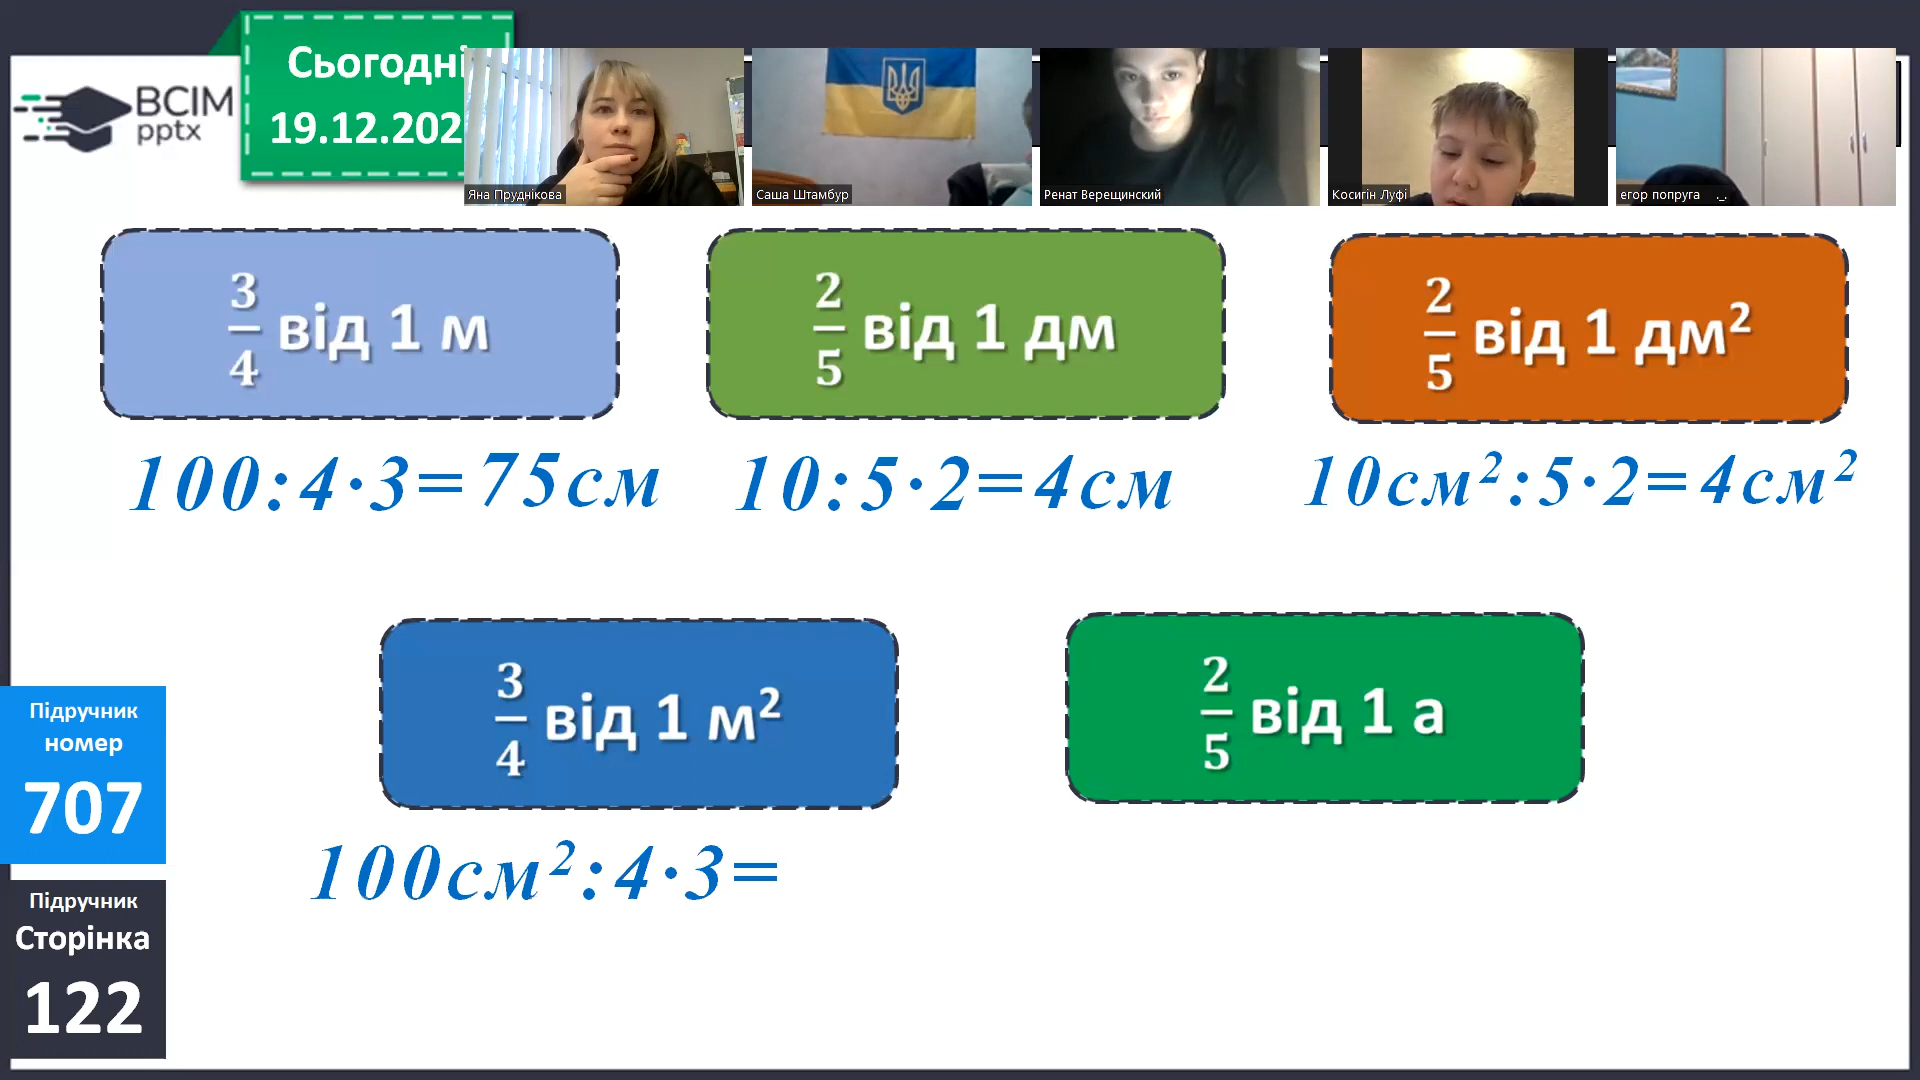 Сьогодні
19.12.202
ВСІМ
pptx
Яна Пруднікова
Саша Штамбур
Ренат Верещинский
Косигін Луфі
егор попруга ._.
3/4 від 1 м
2/5 від 1 дм
2/5 від 1 дм²
100:4·3=75см
10:5·2=4см
10см²:5·2=4см²
3/4 від 1 м²
2/5 від 1 а
100см²:4·3=
Підручник
номер
707
Підручник
Сторінка
122